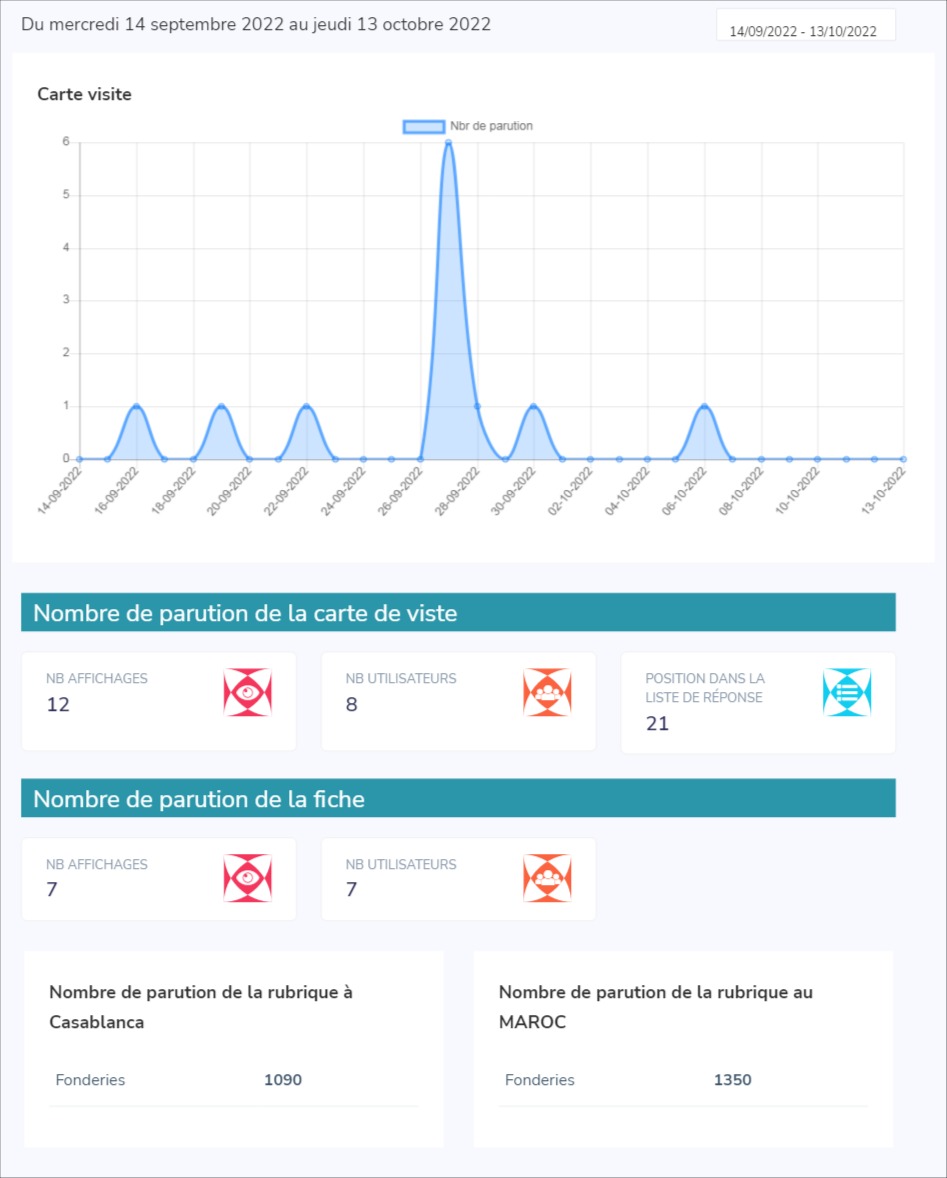 Du mercredi 14 septembre 2022 au jeudi 13 octobre 2022
14/09/2022 - 13/10/2022
Carte visite
Nbr de parution
6
5
4
3
2
1
0
14-09-2022
16-09-2022
18-09-2022
20-09-2022
22-09-2022
24-09-2022
26-09-2022
28-09-2022
30-09-2022
02-10-2022
04-10-2022
06-10-2022
08-10-2022
10-10-2022
13-10-2022
Nombre de parution de la carte de viste
NB AFFICHAGES
12
NB UTILISATEURS
8
POSITION DANS LA
LISTE DE RÉPONSE
21
Nombre de parution de la fiche
NB AFFICHAGES
7
NB UTILISATEURS
7
Nombre de parution de la rubrique à
Casablanca
Fonderies 1090
Nombre de parution de la rubrique au
MAROC
Fonderies 1350